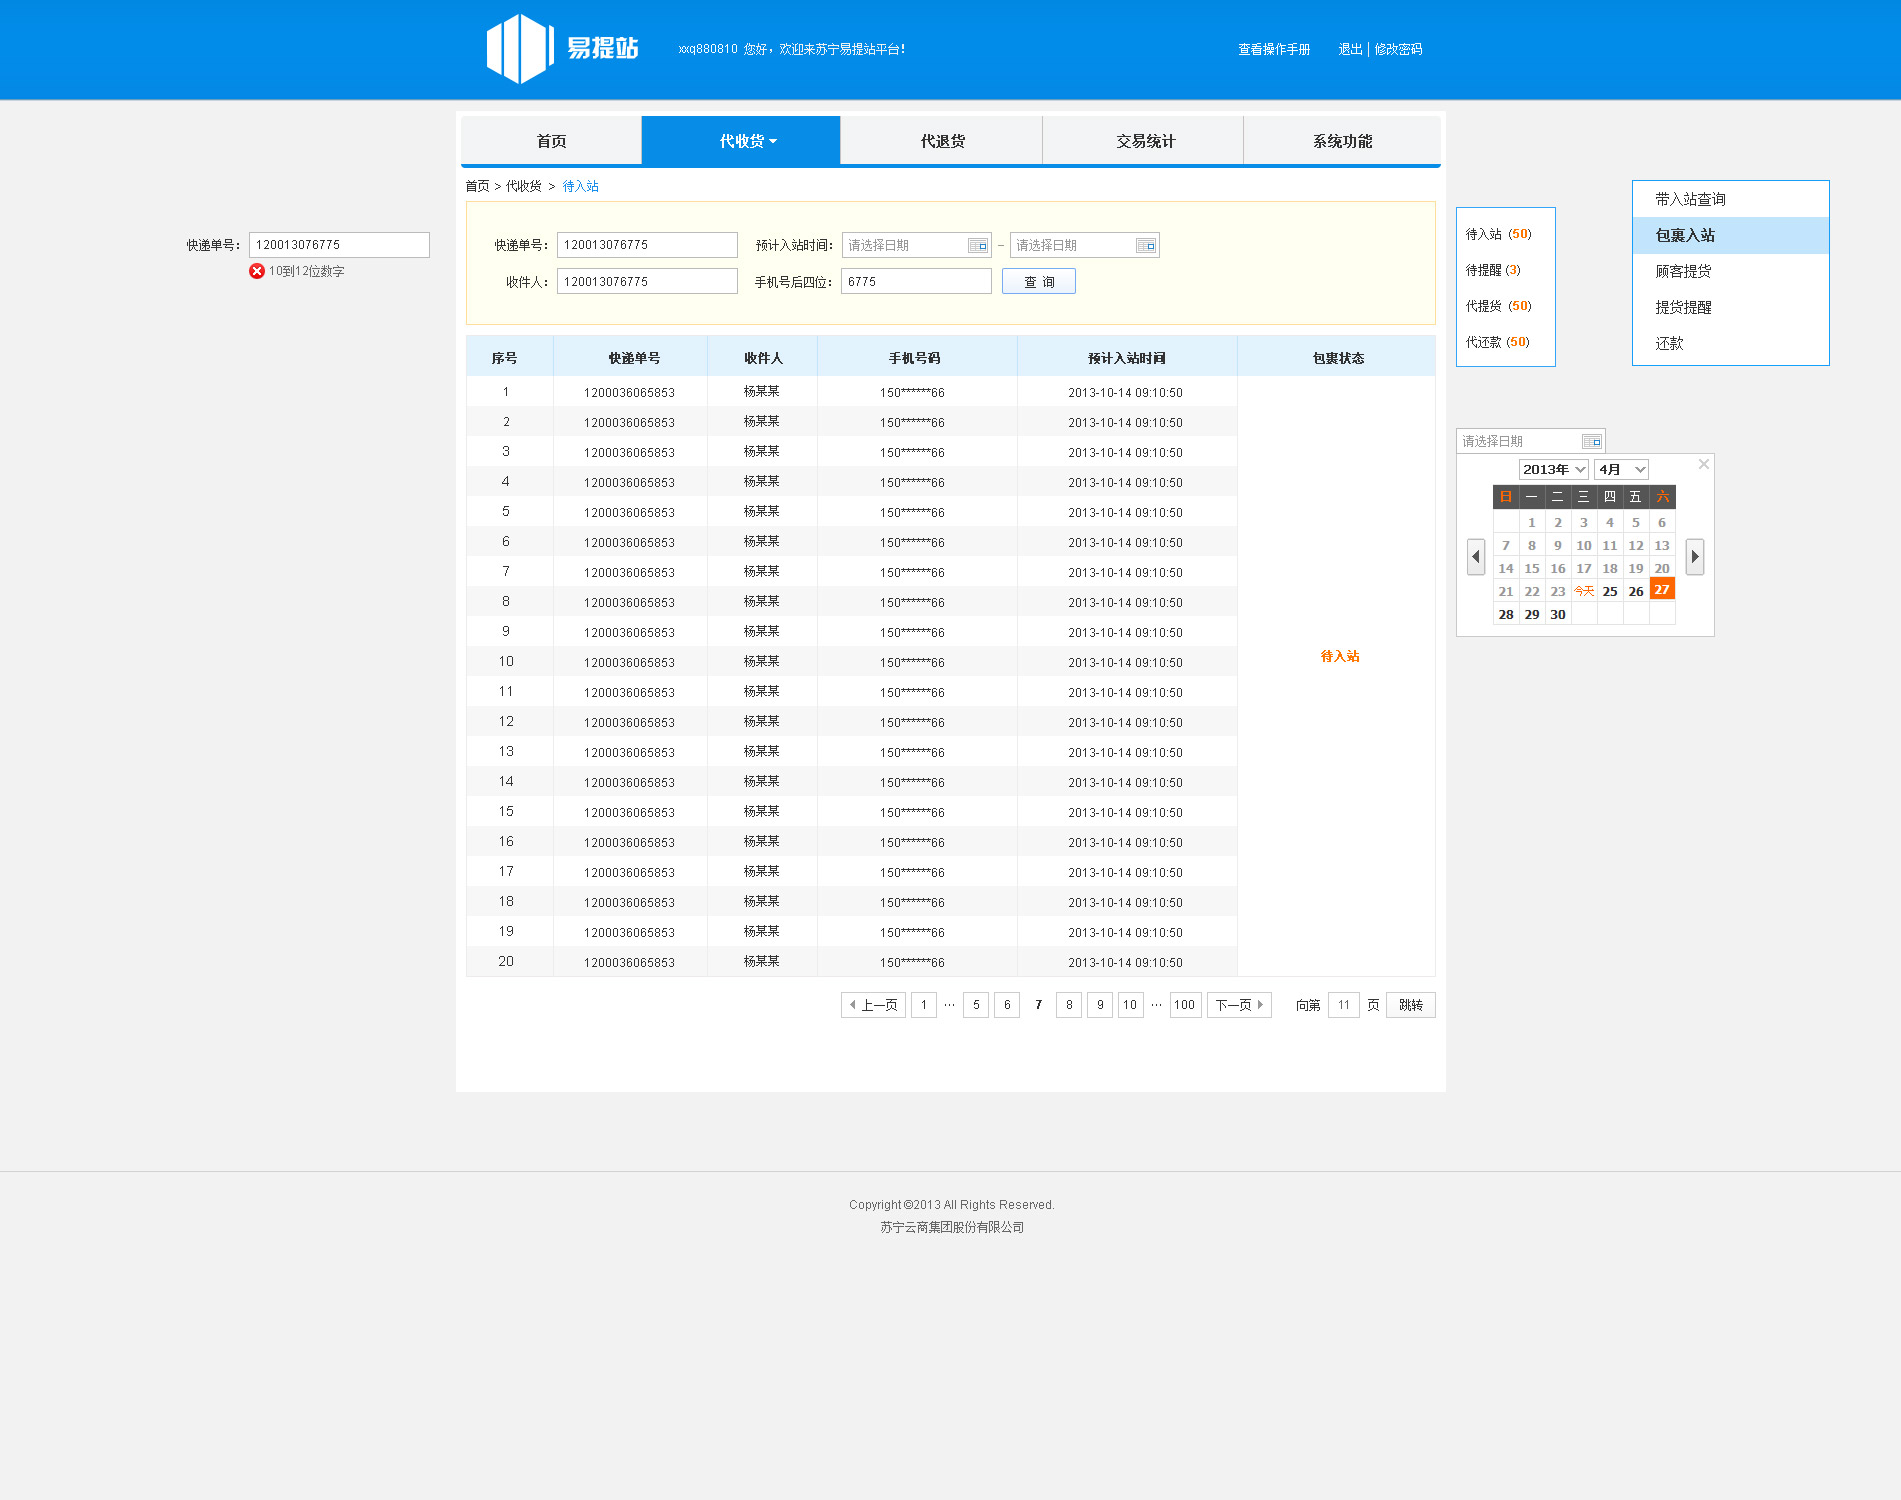 易提站 xxq880810 您好，欢迎来苏宁易提站平台！ 查看操作手册 退出 | 修改密码
首页 代收货 代退货 交易统计 系统功能
首页 > 代收货 > 待入站
快递单号： 120013076775
10到12位数字
快递单号： 120013076775 预计入站时间： 请选择日期 – 请选择日期
收件人： 120013076775 手机号后四位： 6775 查 询
序号 快递单号 收件人 手机号码 预计入站时间 包裹状态
1 1200036065853 杨某某 150******66 2013-10-14 09:10:50
2 1200036065853 杨某某 150******66 2013-10-14 09:10:50
3 1200036065853 杨某某 150******66 2013-10-14 09:10:50
4 1200036065853 杨某某 150******66 2013-10-14 09:10:50
5 1200036065853 杨某某 150******66 2013-10-14 09:10:50
6 1200036065853 杨某某 150******66 2013-10-14 09:10:50
7 1200036065853 杨某某 150******66 2013-10-14 09:10:50
8 1200036065853 杨某某 150******66 2013-10-14 09:10:50
9 1200036065853 杨某某 150******66 2013-10-14 09:10:50
10 1200036065853 杨某某 150******66 2013-10-14 09:10:50
待入站
11 1200036065853 杨某某 150******66 2013-10-14 09:10:50
12 1200036065853 杨某某 150******66 2013-10-14 09:10:50
13 1200036065853 杨某某 150******66 2013-10-14 09:10:50
14 1200036065853 杨某某 150******66 2013-10-14 09:10:50
15 1200036065853 杨某某 150******66 2013-10-14 09:10:50
16 1200036065853 杨某某 150******66 2013-10-14 09:10:50
17 1200036065853 杨某某 150******66 2013-10-14 09:10:50
18 1200036065853 杨某某 150******66 2013-10-14 09:10:50
19 1200036065853 杨某某 150******66 2013-10-14 09:10:50
20 1200036065853 杨某某 150******66 2013-10-14 09:10:50
上一页 1 ··· 5 6 7 8 9 10 ··· 100 下一页 向第 11 页 跳转
待入站 (50)
待提醒 (3)
代提货 (50)
代还款 (50)
带入站查询
包裹入站
顾客提货
提货提醒
还款
请选择日期
2013年 4月
日 一 二 三 四 五 六
1 2 3 4 5 6
7 8 9 10 11 12 13
14 15 16 17 18 19 20
21 22 23 今天 25 26 27
28 29 30
Copyright ©2013 All Rights Reserved.
苏宁云商集团股份有限公司